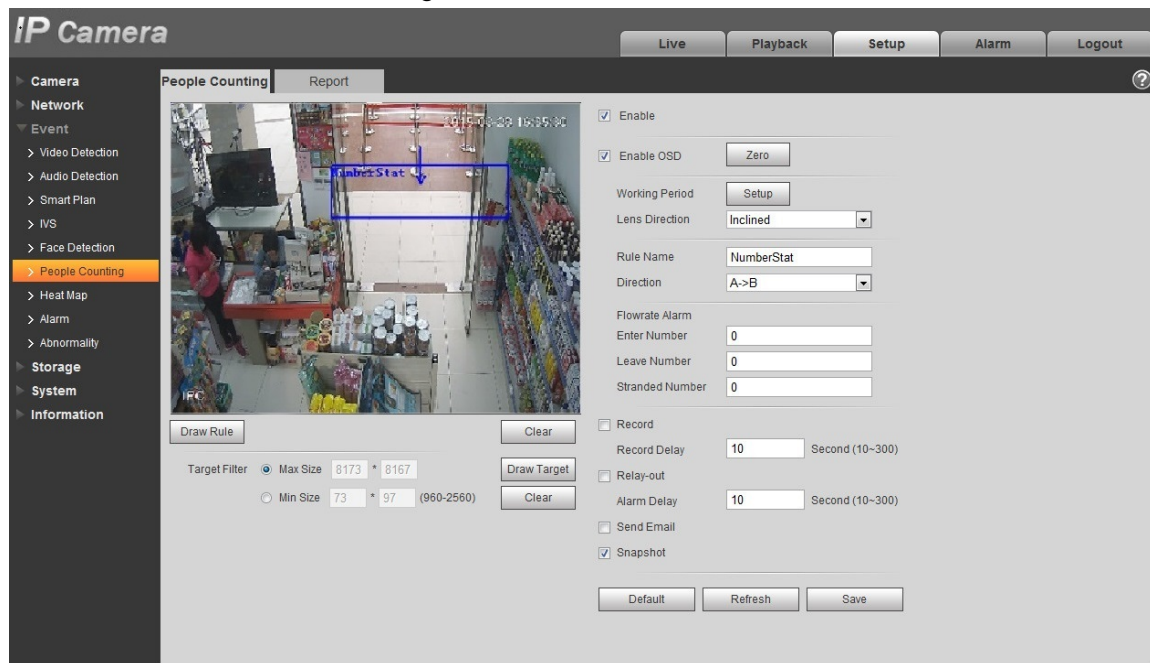 IP Camera
Live Playback Setup Alarm Logout
Camera
Network
Event
Video Detection
Audio Detection
Smart Plan
IVS
Face Detection
People Counting
Heat Map
Alarm
Abnormality
Storage
System
Information
People Counting Report
NumberStat
IPC
Draw Rule Clear
Target Filter Max Size 8173 * 8167 Draw Target
Min Size 73 * 97 (960-2560) Clear
Enable
Enable OSD Zero
Working Period Setup
Lens Direction Inclined
Rule Name NumberStat
Direction A->B
Flowrate Alarm
Enter Number 0
Leave Number 0
Stranded Number 0
Record
Record Delay 10 Second (10~300)
Relay-out
Alarm Delay 10 Second (10~300)
Send Email
Snapshot
Default Refresh Save